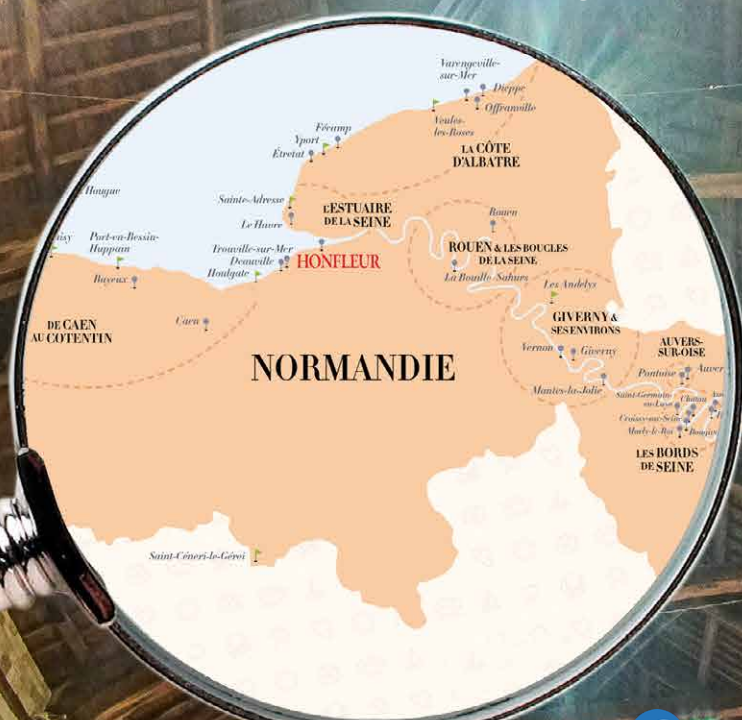 Varengeville-
sur-Mer
Dieppe
Offranville
Veules-
les-Roses
Fécamp
Yport
Étretat
LA CÔTE
D'ALBATRE
Hougue
Sainte-Adresse
Le Havre
L'ESTUAIRE
DE LA SEINE
Rouen
ROUEN & LES BOUCLES
DE LA SEINE
La Bouille-Sahurs
Port-en-Bessin-
Huppain
Bayeux
Trouville-sur-Mer
Deauville
Houlgate
HONFLEUR
Les Andelys
GIVERNY &
SES ENVIRONS
DE CAEN
AU COTENTIN
Caen
Vernon
Giverny
NORMANDIE
AUVERS-
SUR-OISE
Pontoise
Auver
Mantes-la-Jolie
Saint-Germain-
en-Laye
Chatou
Croissy-sur-Seine
Marly-le-Roi
LES BORDS
DE SEINE
Saint-Céneri-le-Gérei